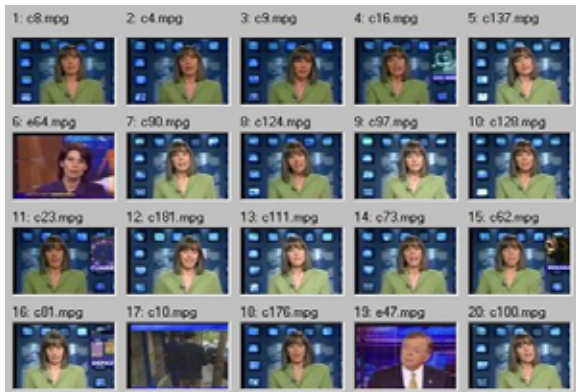 1: c8.mpg 2: c4.mpg 3: c9.mpg 4: c16.mpg 5: c137.mpg
6: e64.mpg 7: c90.mpg 8: c124.mpg 9: c97.mpg 10: c128.mpg
11: c23.mpg 12: c181.mpg 13: c111.mpg 14: c73.mpg 15: c62.mpg
16: c81.mpg 17: c10.mpg 18: c176.mpg 19: e47.mpg 20: c100.mpg